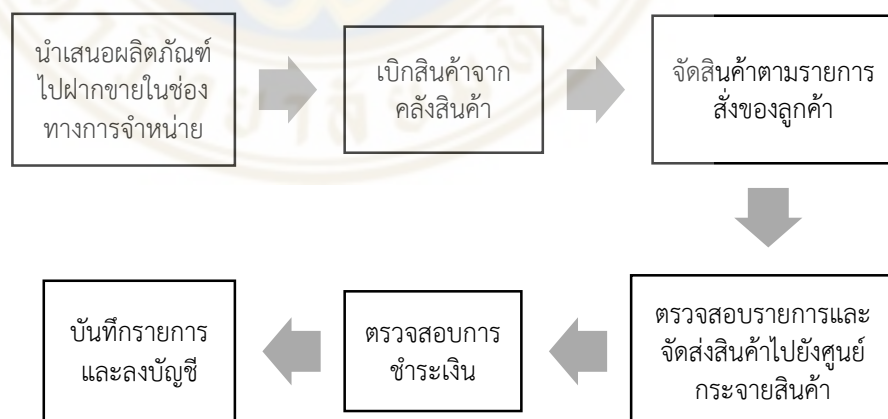 นำเสนอผลิตภัณฑ์
ไปฝากขายในช่อง
ทางการจำหน่าย
เบิกสินค้าจาก
คลังสินค้า
จัดสินค้าตามรายการ
สั่งของลูกค้า
ตรวจสอบรายการและ
จัดส่งสินค้าไปยังศูนย์
กระจายสินค้า
ตรวจสอบการ
ชำระเงิน
บันทึกรายการ
และลงบัญชี